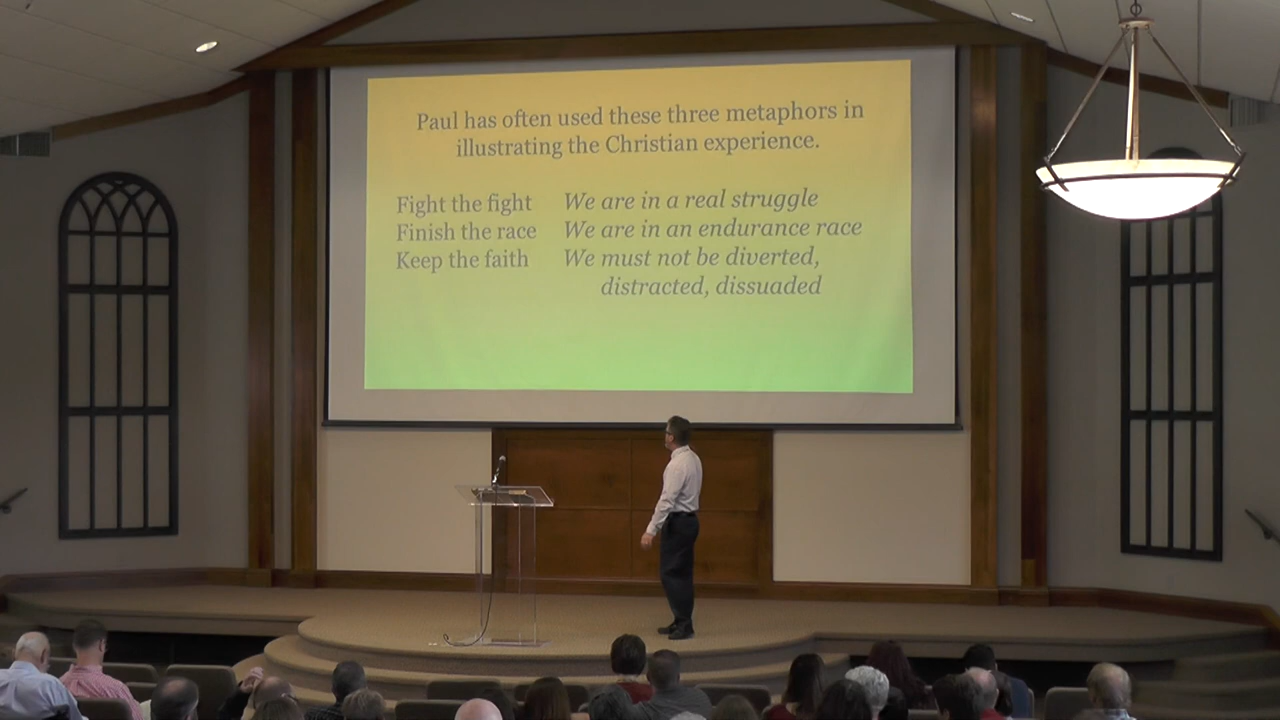 Paul has often used these three metaphors in
illustrating the Christian experience.
Fight the fight We are in a real struggle
Finish the race We are in an endurance race
Keep the faith We must not be diverted,
distracted, dissuaded